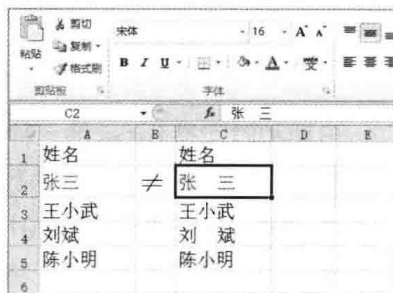 剪切
宋体 16 A A
复制
粘贴
B I U A 变
格式刷
剪贴板 字体
C2 fx 张 三
A B C D E
1 姓名 姓名
2 张三 ≠ 张 三
3 王小武 王小武
4 刘斌 刘 斌
5 陈小明 陈小明
6